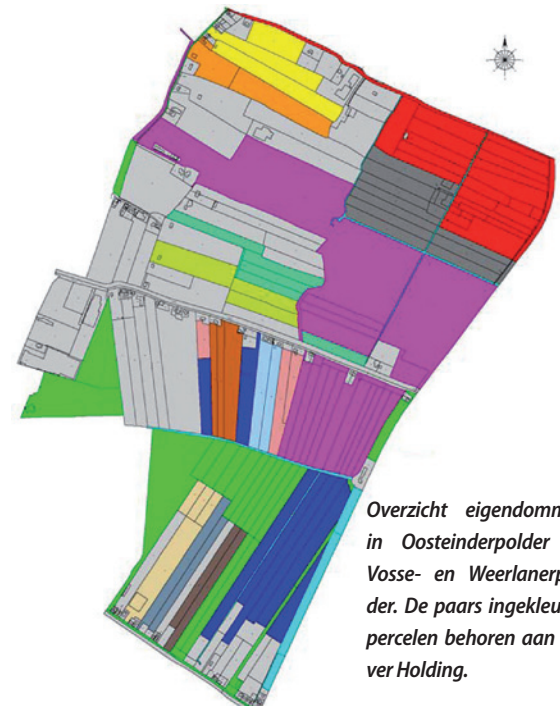 Overzicht eigendomm
in Oosteinderpolder
Vosse- en Weerlanerp
der. De paars ingekleu
percelen behoren aan
ver Holding.